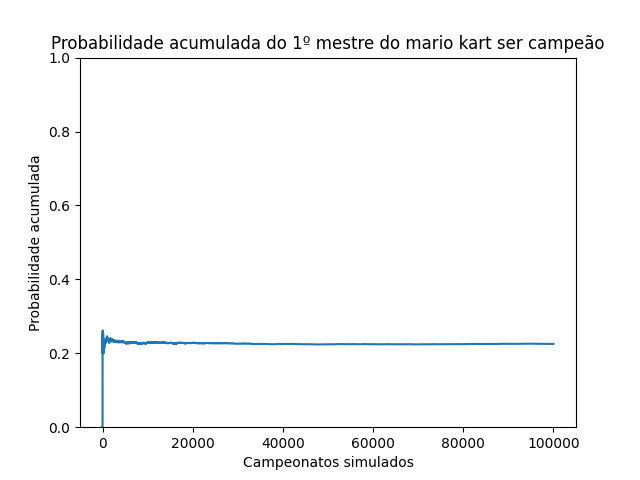 Probabilidade acumulada do 1º mestre do mario kart ser campeão
1.0
0.8
0.6
0.4
0.2
0.0
Probabilidade acumulada
0 20000 40000 60000 80000 100000
Campeonatos simulados